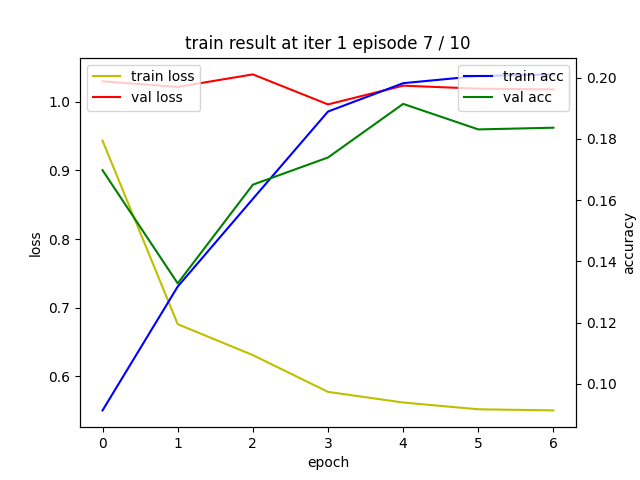 train result at iter 1 episode 7 / 10
train loss
val loss
train acc
val acc
1.0
0.9
0.8
0.7
0.6
loss
0.20
0.18
0.16
0.14
0.12
0.10
accuracy
0 1 2 3 4 5 6
epoch